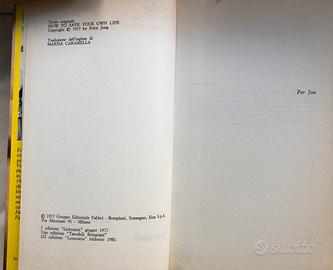 Titolo originale
HOW TO SAVE YOUR OWN LIFE
Copyright © 1977 by Erica Jong
Traduzione dall'inglese di
MARISA CARAMELLA
© 1977 Gruppo Editoriale Fabbri - Bompiani, Sonzogno, Etas S.p.A.
Via Mecenate 91 - Milano
I edizione "Letteraria" giugno 1977
Una edizione "Tascabili Bompiani"
III edizione "Letteraria" febbraio 1981
Per Jon
subito